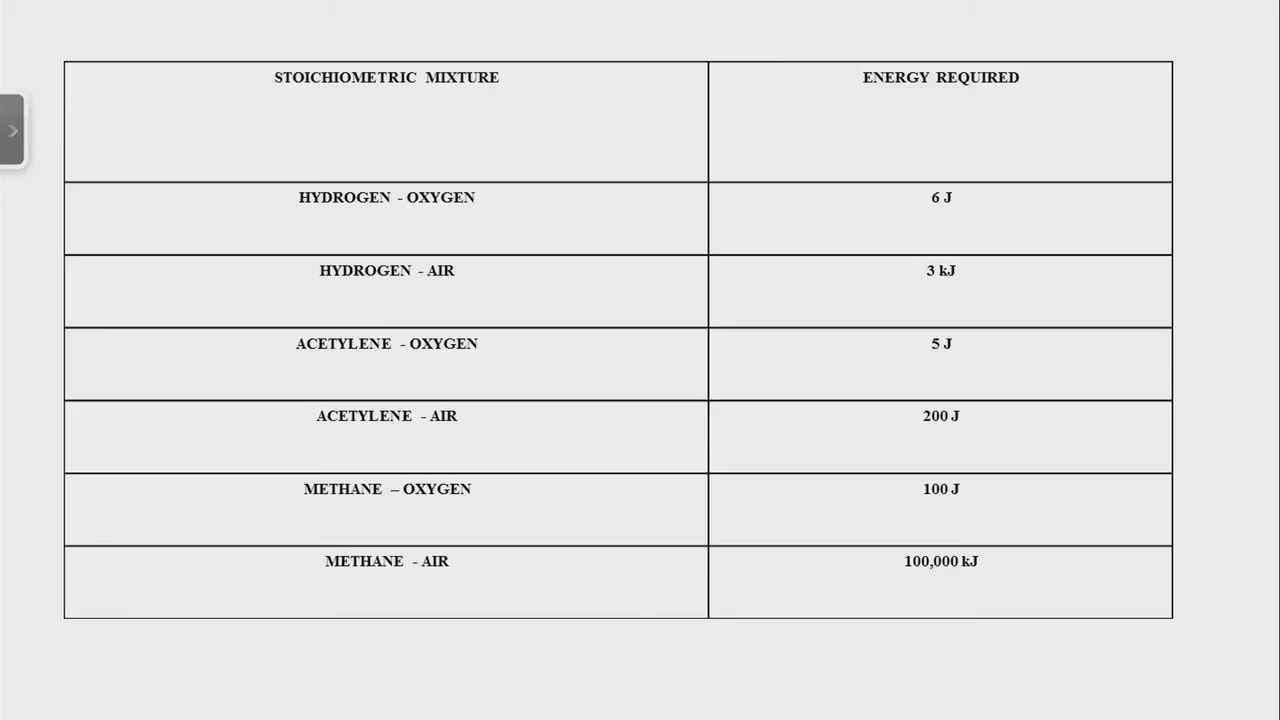 STOICHIOMETRIC MIXTURE
ENERGY REQUIRED
HYDROGEN - OXYGEN
6 J
HYDROGEN - AIR
3 kJ
ACETYLENE - OXYGEN
5 J
ACETYLENE - AIR
200 J
METHANE – OXYGEN
100 J
METHANE - AIR
100,000 kJ